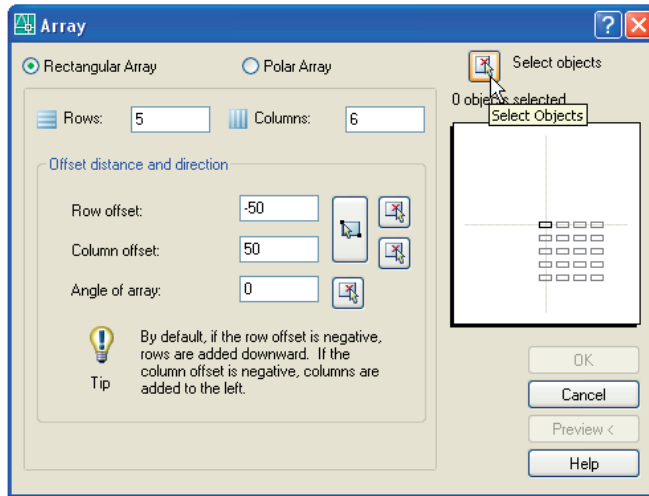 Array
Rectangular Array
Polar Array
Select objects
0 objects selected
Select Objects
Rows:
5
Columns:
6
Offset distance and direction
Row offset:
-50
Column offset:
50
Angle of array:
0
Tip
By default, if the row offset is negative,
rows are added downward. If the
column offset is negative, columns are
added to the left.
OK
Cancel
Preview <
Help